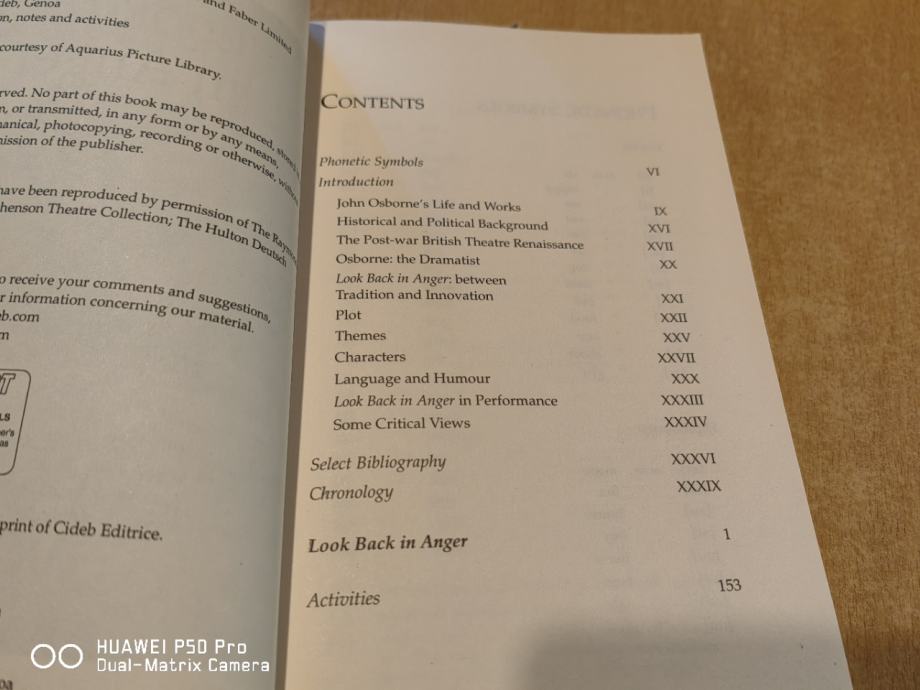 deb, Genoa
and Faber Limited
on, notes and activities
courtesy of Aquarius Picture Library.
rved. No part of this book may be reproduced,
n, or transmitted, in any form or by any means,
hanical, photocopying, recording or otherwise,
nission of the publisher.
have been reproduced by permission of The
henson Theatre Collection; The Hulton Deutsch
o receive your comments and suggestions,
r information concerning our material.
eb.com
m
print of Cideb Editrice.
CONTENTS
Phonetic Symbols VI
Introduction
John Osborne's Life and Works IX
Historical and Political Background XVI
The Post-war British Theatre Renaissance XVII
Osborne: the Dramatist XX
Look Back in Anger: between
Tradition and Innovation XXI
Plot XXII
Themes XXV
Characters XXVII
Language and Humour XXX
Look Back in Anger in Performance XXXIII
Some Critical Views XXXIV
Select Bibliography XXXVI
Chronology XXXIX
Look Back in Anger 1
Activities 153
HUAWEI P50 Pro
Dual-Matrix Camera